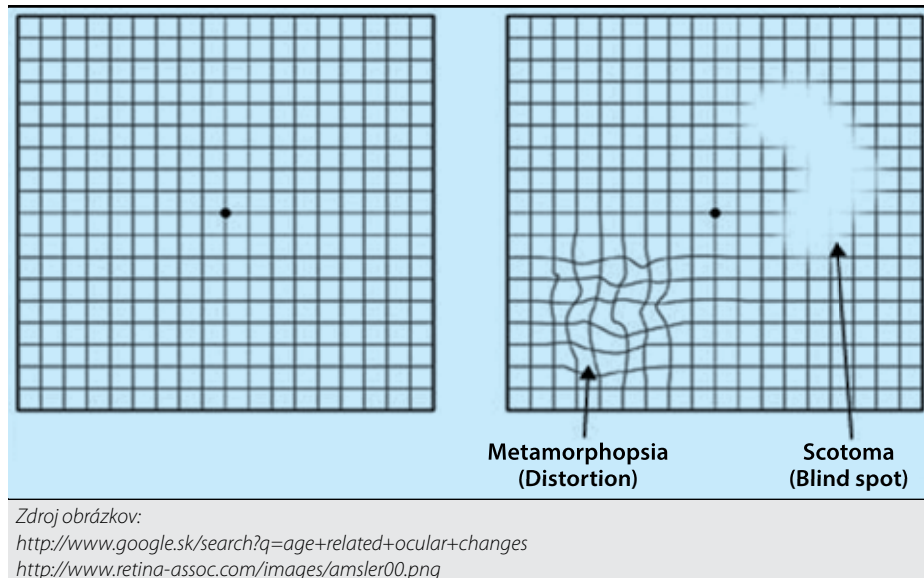 Metamorphopsia
(Distortion)
Scotoma
(Blind spot)
Zdroj obrázkov:
http://www.google.sk/search?q=age+related+ocular+changes
http://www.retina-assoc.com/images/amsler00.png